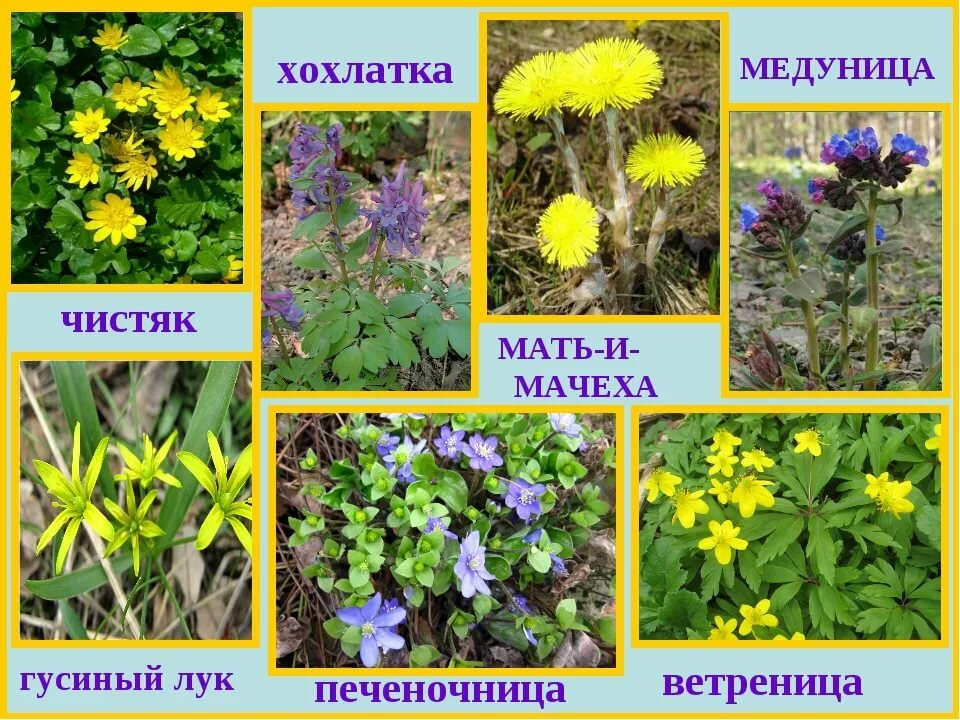 хохлатка
МЕДУНИЦА
чистяк
МАТЬ-И-
МАЧЕХА
гусиный лук
печеночница
ветреница